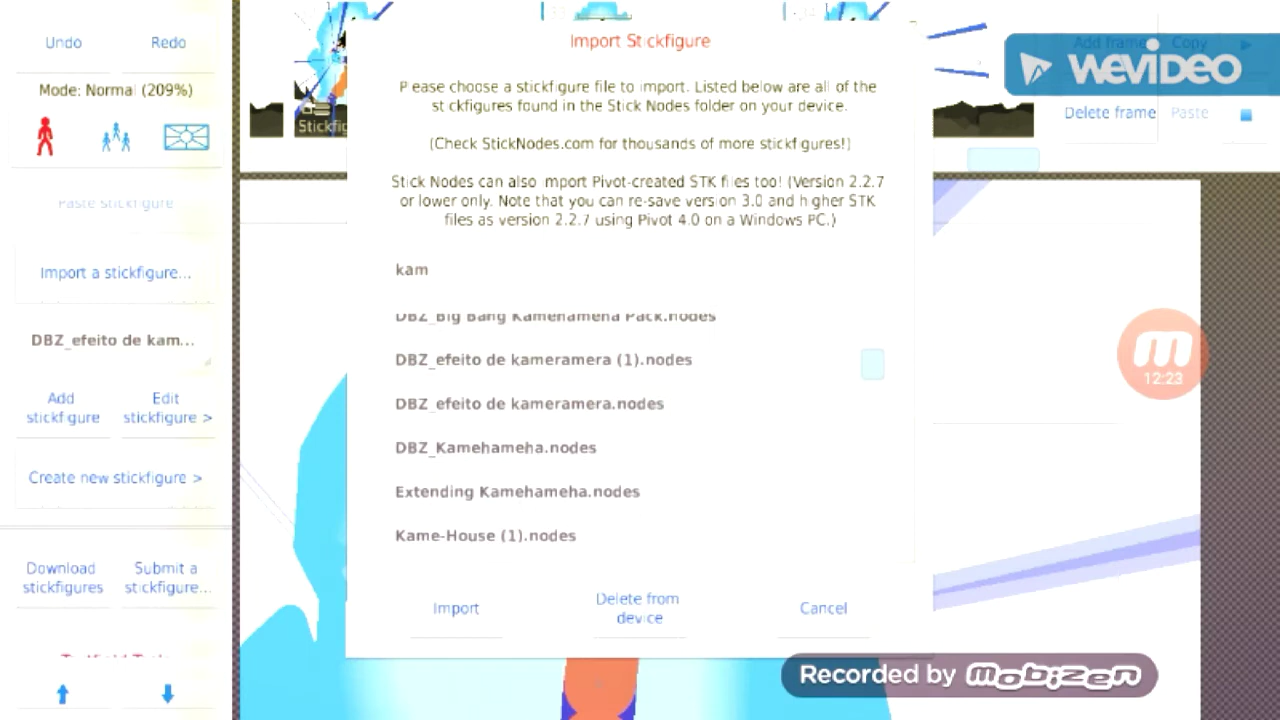 Undo
Redo
Mode: Normal (209%)
Paste stickfigure
Import a stickfigure...
DBZ_efeito de kam...
Add
stickfigure
Edit
stickfigure >
Create new stickfigure >
Download
stickfigures
Submit a
stickfigure...
Stickfig
Import Stickfigure
Please choose a stickfigure file to import. Listed below are all of the
stickfigures found in the Stick Nodes folder on your device.
(Check StickNodes.com for thousands of more stickfigures!)
Stick Nodes can also import Pivot-created STK files too! (Version 2.2.7
or lower only. Note that you can re-save version 3.0 and higher STK
files as version 2.2.7 using Pivot 4.0 on a Windows PC.)
kam
DBZ_Big Bang Kamehameha Pack.nodes
DBZ_efeito de kameramera (1).nodes
DBZ_efeito de kameramera.nodes
DBZ_Kamehameha.nodes
Extending Kamehameha.nodes
Kame-House (1).nodes
Import
Delete from
device
Cancel
Add frame
Copy
WEVIDEO
Delete frame
Paste
12:23
Recorded by mobizen